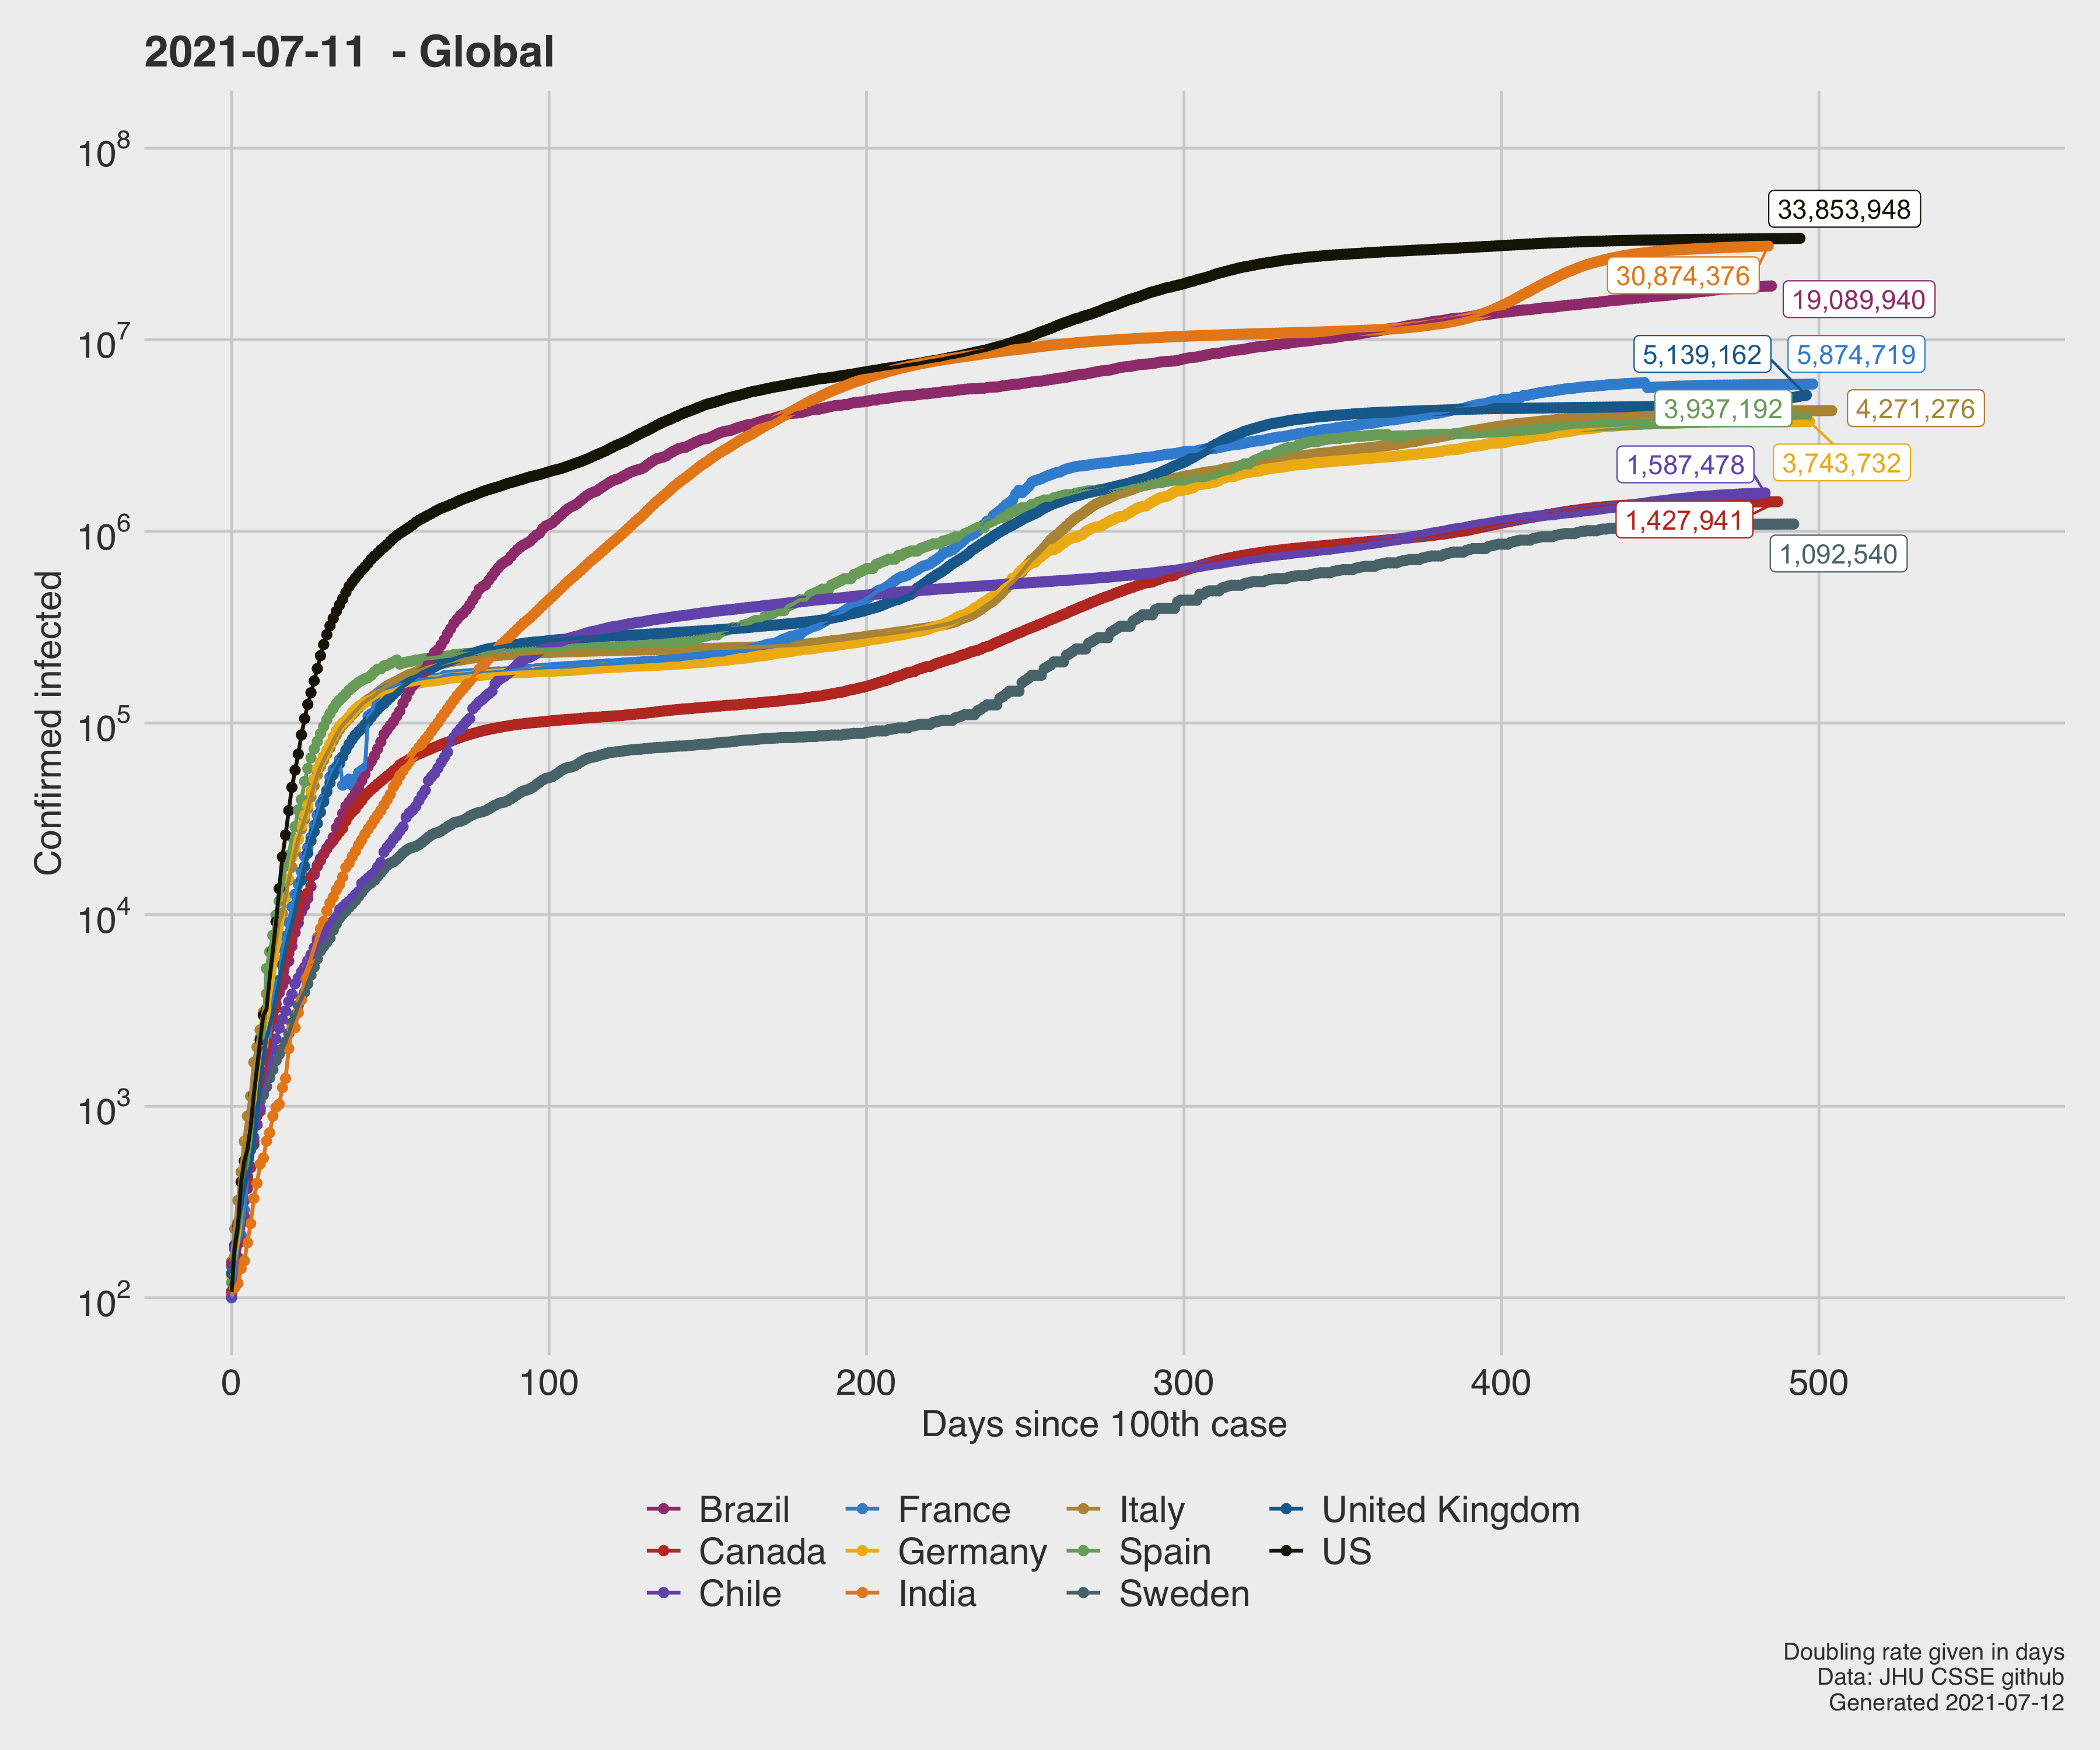 2021-07-11 - Global
10^8
10^7
10^6
10^5
10^4
10^3
10^2
Confirmed infected
33,853,948
30,874,376
19,089,940
5,139,162
5,874,719
3,937,192
4,271,276
1,587,478
3,743,732
1,427,941
1,092,540
0 100 200 300 400 500
Days since 100th case
Brazil France Italy United Kingdom
Canada Germany Spain US
Chile India Sweden
Doubling rate given in days
Data: JHU CSSE github
Generated 2021-07-12